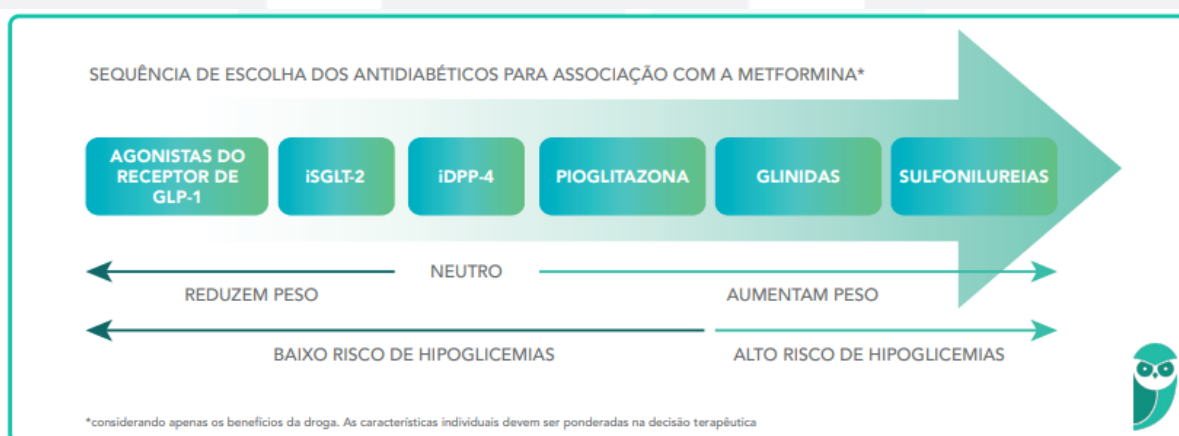 SEQUÊNCIA DE ESCOLHA DOS ANTIDIABÉTICOS PARA ASSOCIAÇÃO COM A METFORMINA*
AGONISTAS DO
RECEPTOR DE
GLP-1
iSGLT-2
iDPP-4
PIOGLITAZONA
GLINIDAS
SULFONILUREIAS
NEUTRO
REDUZEM PESO
AUMENTAM PESO
BAIXO RISCO DE HIPOGLICEMIAS
ALTO RISCO DE HIPOGLICEMIAS
*considerando apenas os benefícios da droga. As características individuais devem ser ponderadas na decisão terapêutica